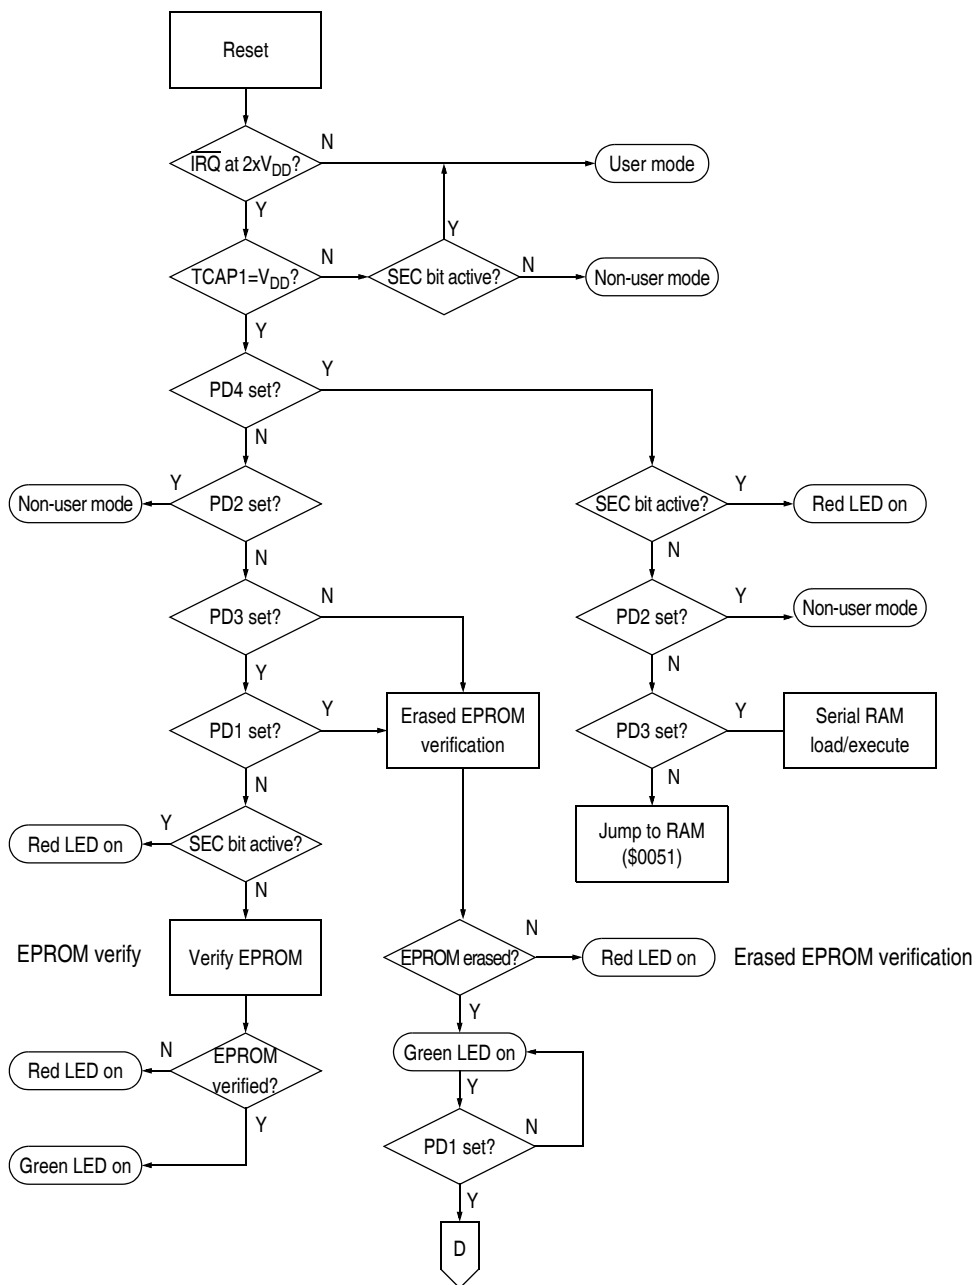 Reset
N
IRQ at 2xVDD?
User mode
Y
Y
N
TCAP1=VDD?
SEC bit active?
N
Non-user mode
Y
Y
PD4 set?
N
Y
Non-user mode
PD2 set?
SEC bit active?
Y
Red LED on
N
N
N
PD3 set?
PD2 set?
Y
Non-user mode
Y
N
Y
PD1 set?
Erased EPROM
verification
PD3 set?
Y
Serial RAM
load/execute
N
N
Y
Red LED on
SEC bit active?
Jump to RAM
($0051)
N
EPROM verify
Verify EPROM
EPROM erased?
N
Red LED on
Erased EPROM verification
Y
N
Red LED on
EPROM
verified?
Green LED on
Y
Y
Green LED on
PD1 set?
N
Y
D